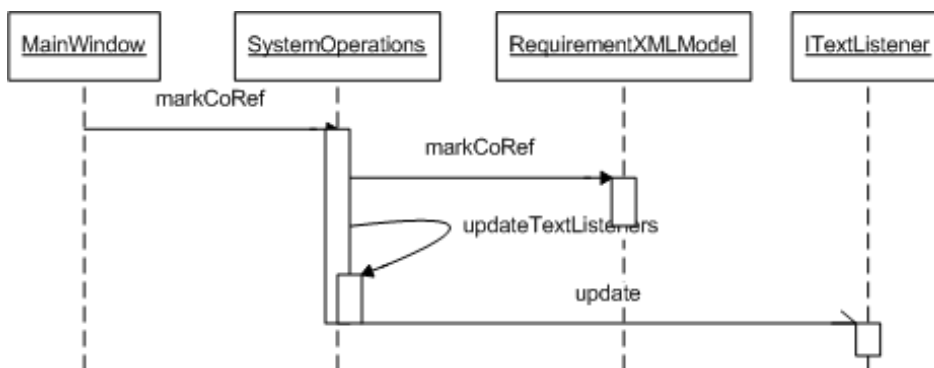 MainWindow
SystemOperations
RequirementXMLModel
ITextListener
markCoRef
markCoRef
updateTextListeners
update